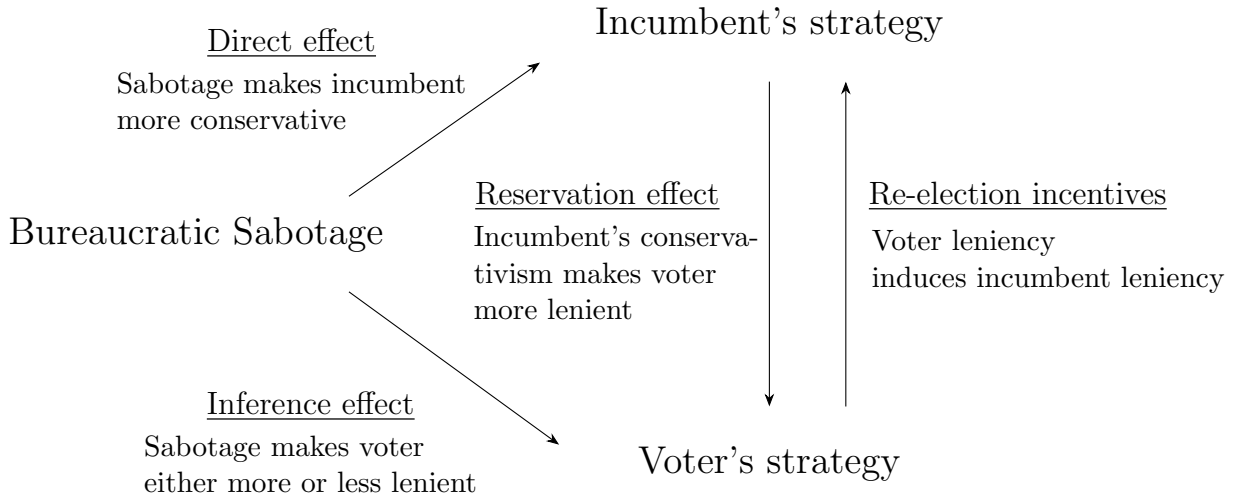 Incumbent's strategy
Direct effect
Sabotage makes incumbent
more conservative
Bureaucratic Sabotage
Reservation effect
Incumbent's conserva-
tivism makes voter
more lenient
Re-election incentives
Voter leniency
induces incumbent leniency
Inference effect
Sabotage makes voter
either more or less lenient
Voter's strategy